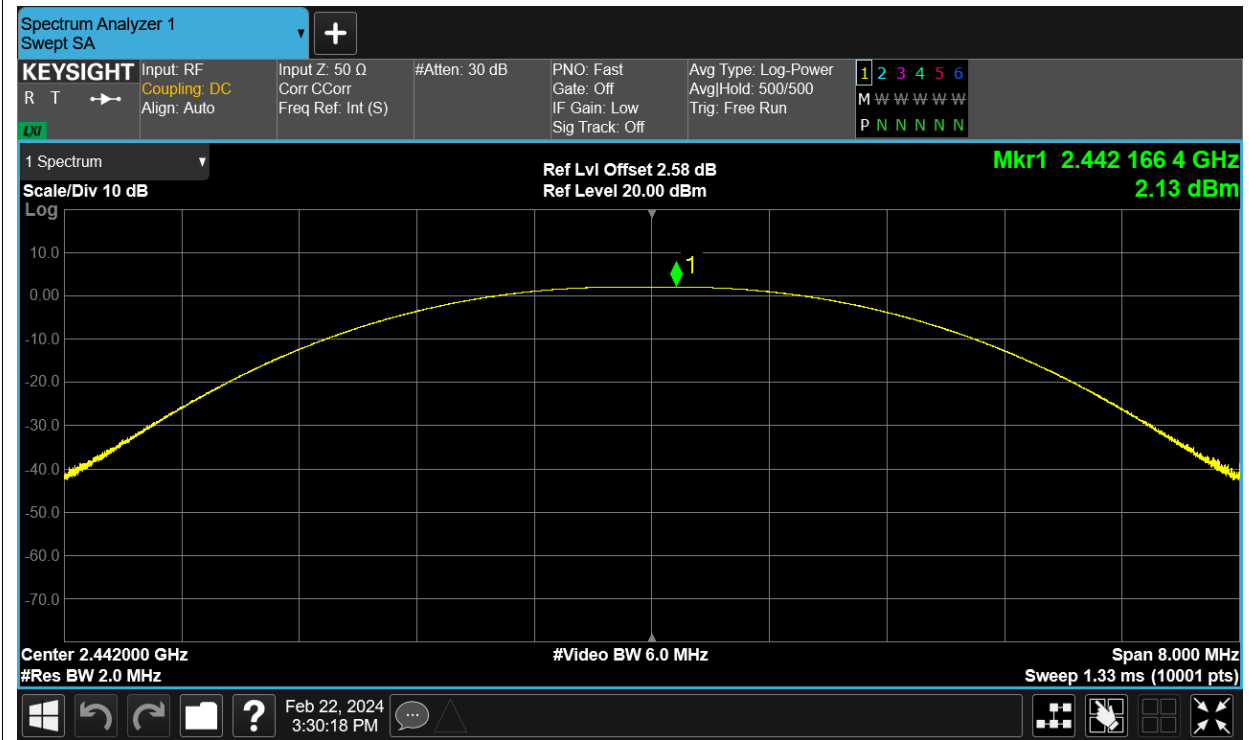 Spectrum Analyzer 1
Swept SA
KEYSIGHT
R T
LXI
Input: RF
Coupling: DC
Align: Auto
Input Z: 50 Ω
Corr CCorr
Freq Ref: Int (S)
#Atten: 30 dB
PNO: Fast
Gate: Off
IF Gain: Low
Sig Track: Off
Avg Type: Log-Power
Avg|Hold: 500/500
Trig: Free Run
1 2 3 4 5 6
M W W W W W
P N N N N N
1 Spectrum
Scale/Div 10 dB
Log
Ref Lvl Offset 2.58 dB
Ref Level 20.00 dBm
Mkr1 2.442 166 4 GHz
2.13 dBm
10.0
0.00
-10.0
-20.0
-30.0
-40.0
-50.0
-60.0
-70.0
1
Center 2.442000 GHz
#Res BW 2.0 MHz
#Video BW 6.0 MHz
Span 8.000 MHz
Sweep 1.33 ms (10001 pts)
?
Feb 22, 2024
3:30:18 PM